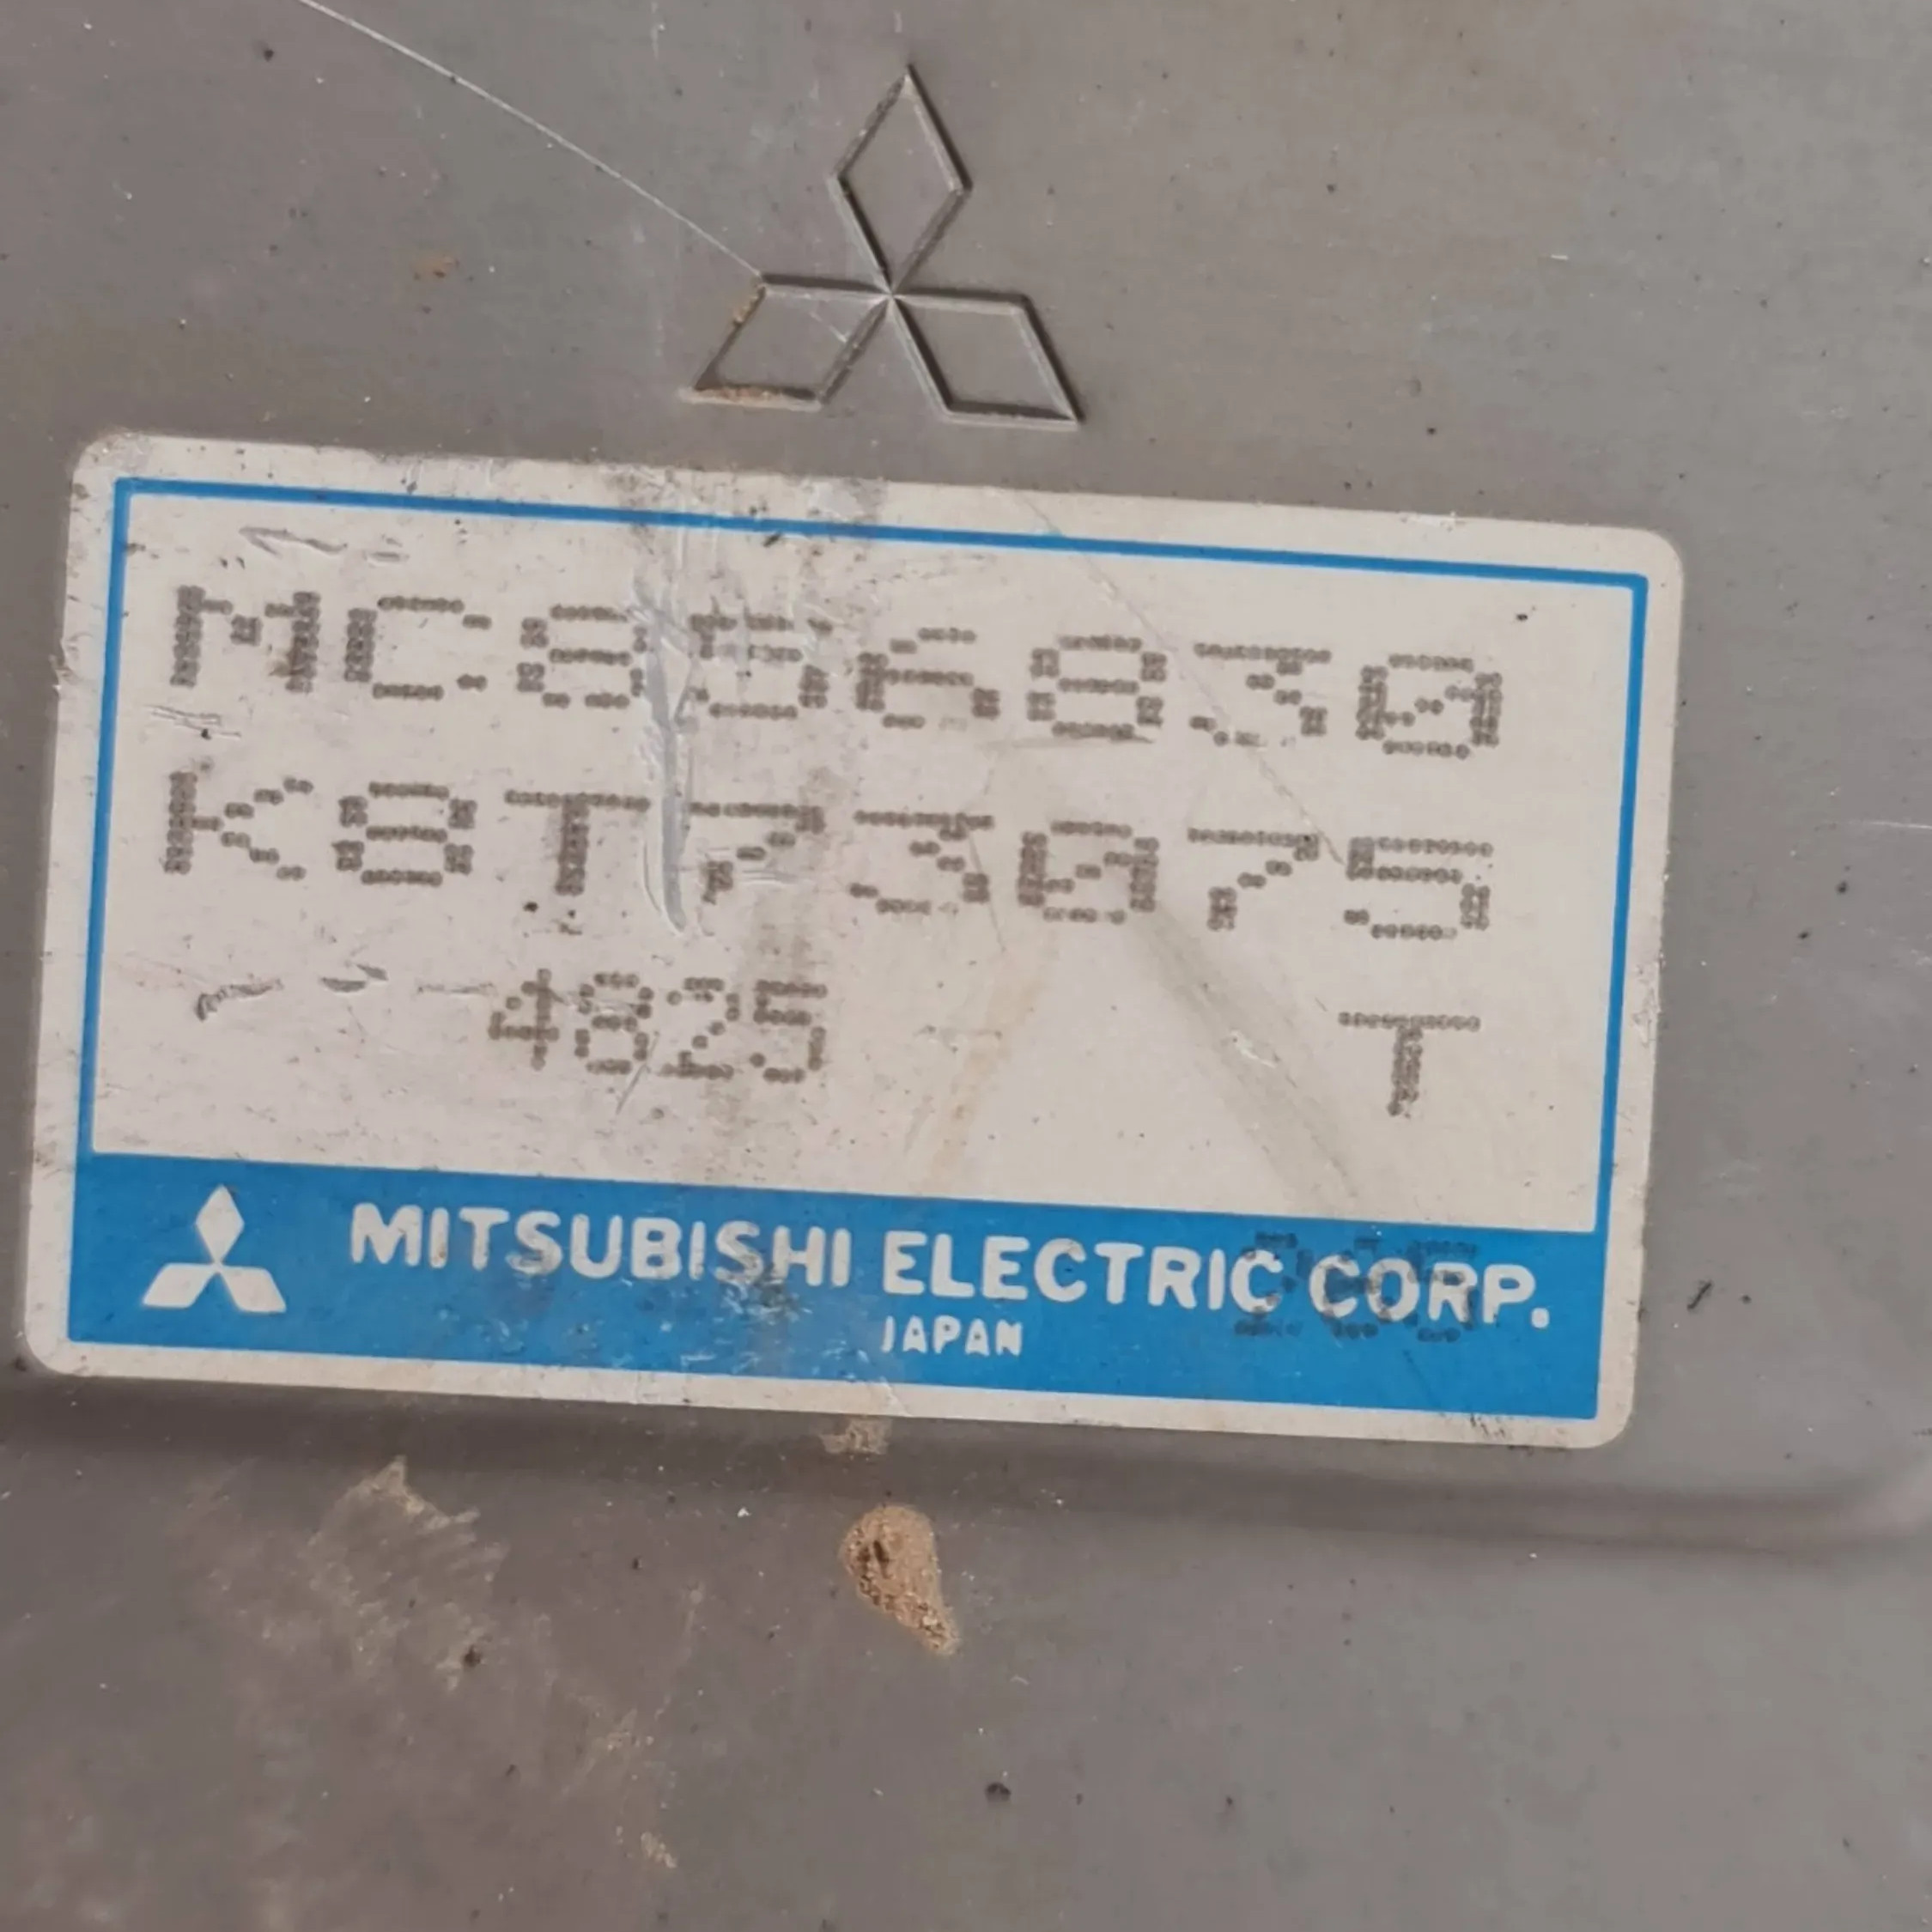 MC856830
K8T73075
4825 T
MITSUBISHI ELECTRIC CORP.
JAPAN